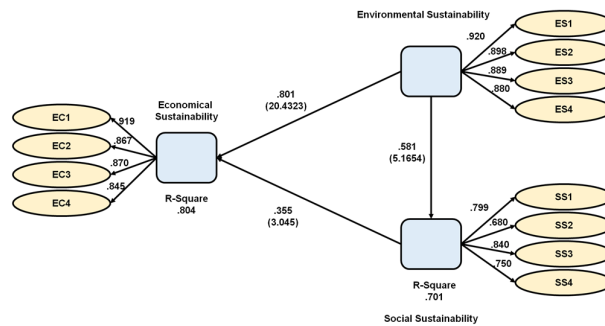 Environmental Sustainability
ES1
ES2
ES3
ES4
.920
.898
.889
.880
.801
(20.4323)
Economical
Sustainability
EC1
EC2
EC3
EC4
.919
.867
.870
.845
R-Square
.804
.581
(5.1654)
.355
(3.045)
SS1
SS2
SS3
SS4
.799
.680
.840
.750
R-Square
.701
Social Sustainability